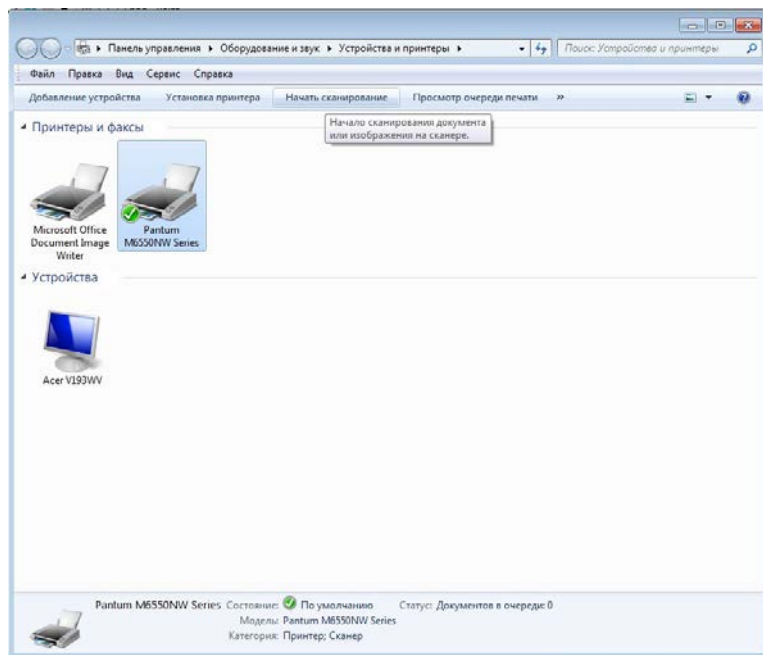 Панель управления ▸ Оборудование и звук ▸ Устройства и принтеры ▸ Поиск: Устройства и принтеры
Файл Правка Вид Сервис Справка
Добавление устройства Установка принтера Начать сканирование Просмотр очереди печати »
Начало сканирования документа
или изображения на сканере.
Принтеры и факсы
Microsoft Office
Document Image
Writer
Pantum
M6550NW Series
Устройства
Acer V193WV
Pantum M6550NW Series Состояние: По умолчанию Статус: Документов в очереди: 0
Модель: Pantum M6550NW Series
Категория: Принтер; Сканер